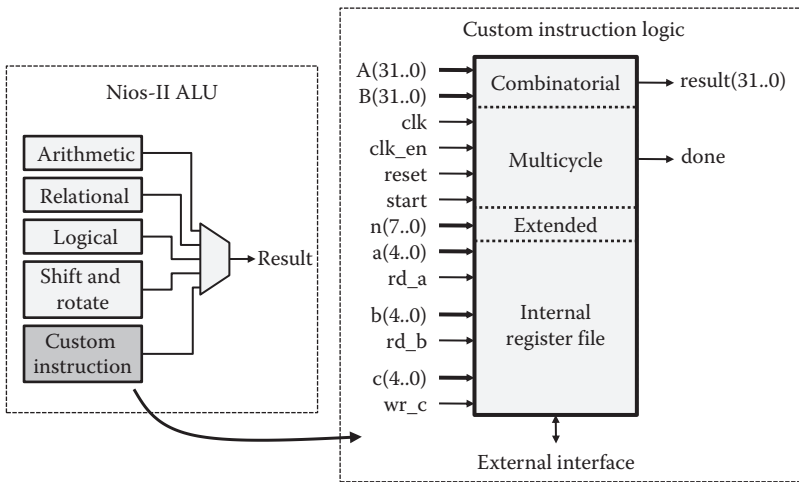 Nios-II ALU
Arithmetic
Relational
Logical
Shift and
rotate
Custom
instruction
Result
Custom instruction logic
A(31..0)
B(31..0)
clk
clk_en
reset
start
n(7..0)
a(4..0)
rd_a
b(4..0)
rd_b
c(4..0)
wr_c
Combinatorial
Multicycle
Extended
Internal
register file
result(31..0)
done
External interface